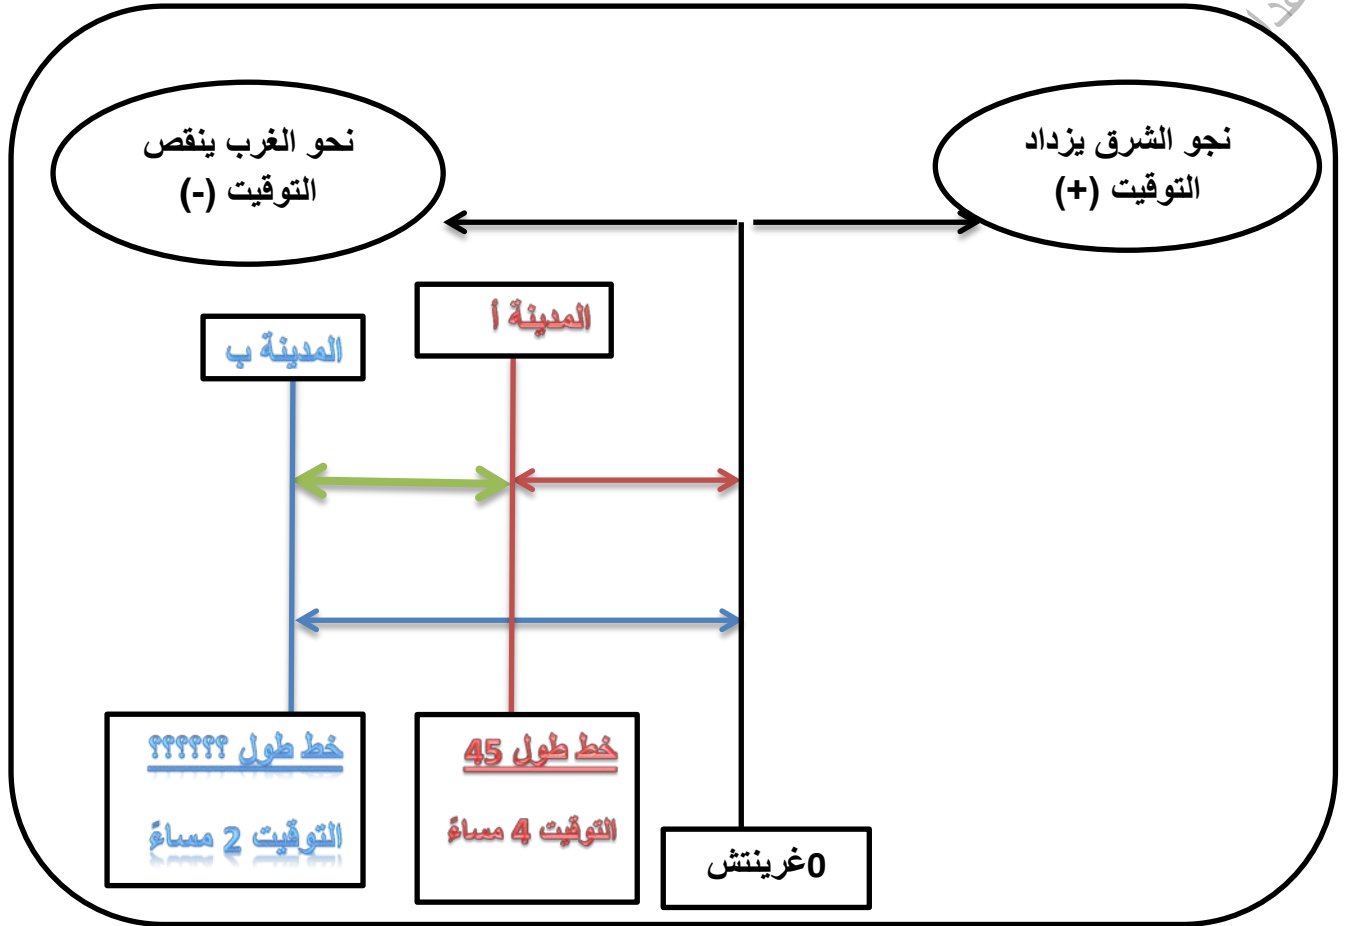 نجو الشرق يزداد
التوقيت (+)
نحو الغرب ينقص
التوقيت (-)
المدينة أ
المدينة ب
خط طول 45
التوقيت 4 مساءً
خط طول ؟؟؟؟؟؟
التوقيت 2 مساءً
0غرينتش